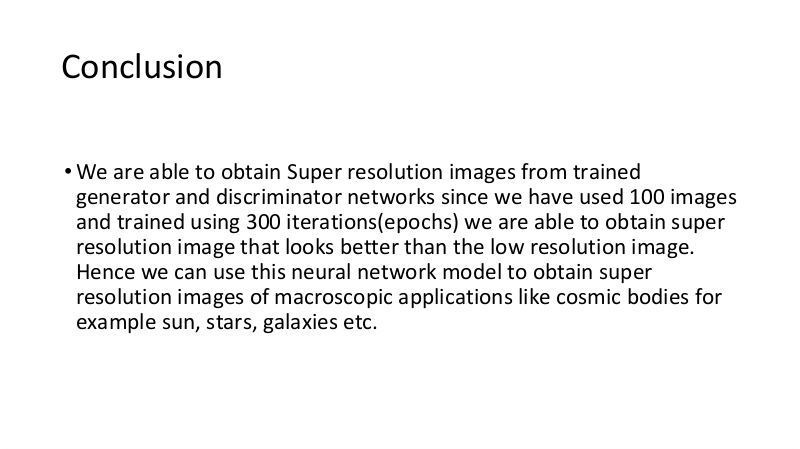 Conclusion
• We are able to obtain Super resolution images from trained
generator and discriminator networks since we have used 100 images
and trained using 300 iterations(epochs) we are able to obtain super
resolution image that looks better than the low resolution image.
Hence we can use this neural network model to obtain super
resolution images of macroscopic applications like cosmic bodies for
example sun, stars, galaxies etc.